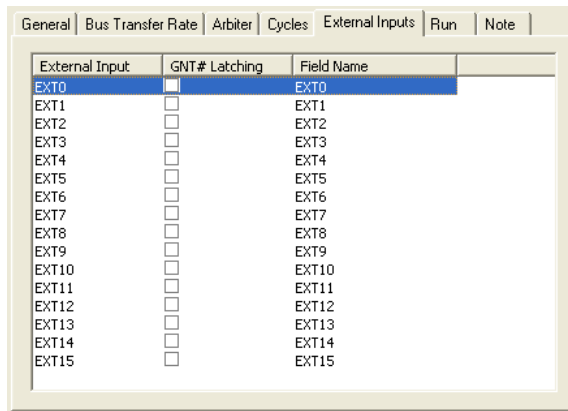 General Bus Transfer Rate Arbiter Cycles External Inputs Run Note
External Input GNT# Latching Field Name
EXT0 EXT0
EXT1 EXT1
EXT2 EXT2
EXT3 EXT3
EXT4 EXT4
EXT5 EXT5
EXT6 EXT6
EXT7 EXT7
EXT8 EXT8
EXT9 EXT9
EXT10 EXT10
EXT11 EXT11
EXT12 EXT12
EXT13 EXT13
EXT14 EXT14
EXT15 EXT15